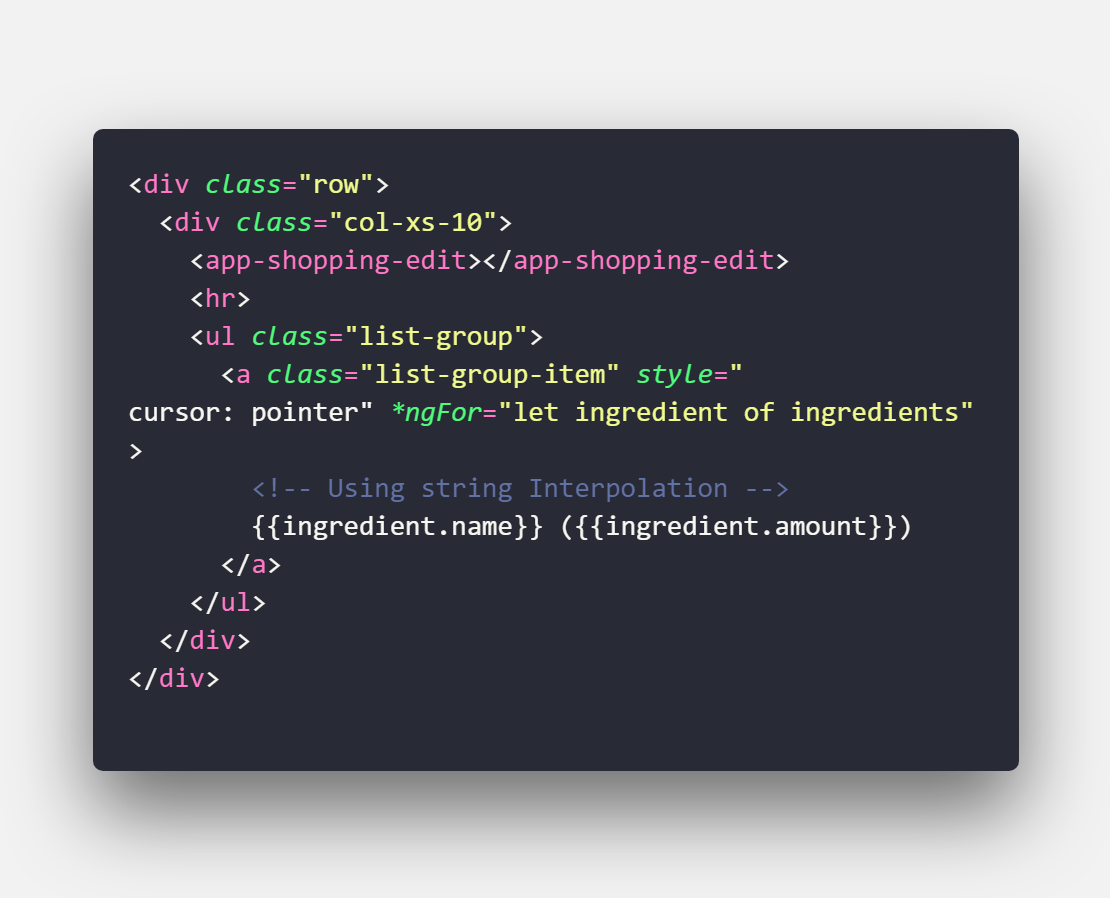 <div class="row">
  <div class="col-xs-10">
    <app-shopping-edit></app-shopping-edit>
    <hr>
    <ul class="list-group">
      <a class="list-group-item" style="
cursor: pointer" *ngFor="let ingredient of ingredients"
>
        <!-- Using string Interpolation -->
        {{ingredient.name}} ({{ingredient.amount}})
      </a>
    </ul>
  </div>
</div>